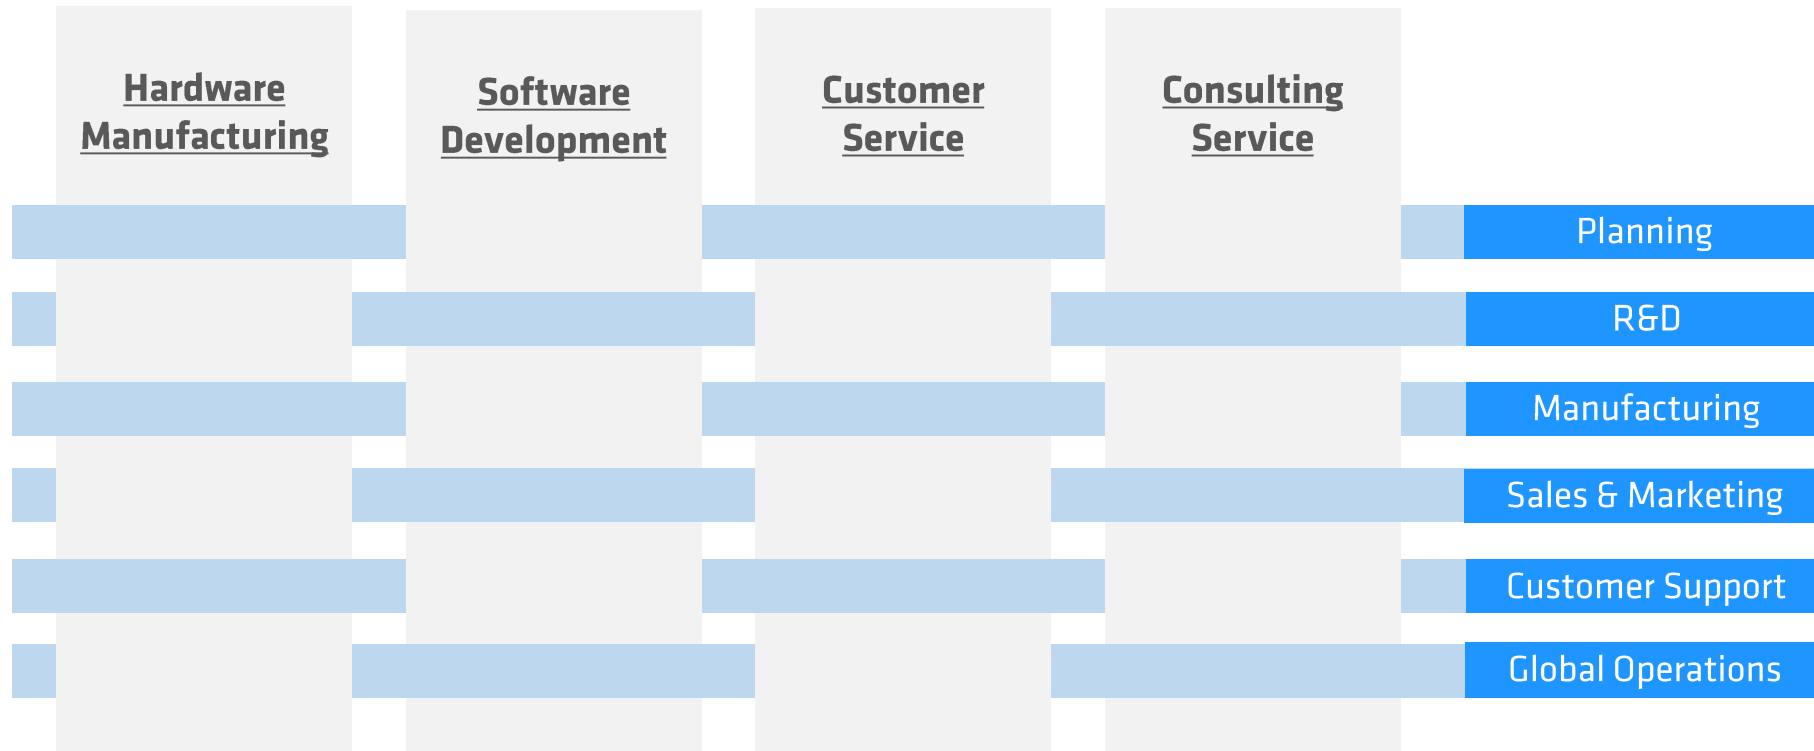 Hardware
Manufacturing
Software
Development
Customer
Service
Consulting
Service
Planning
R&D
Manufacturing
Sales & Marketing
Customer Support
Global Operations